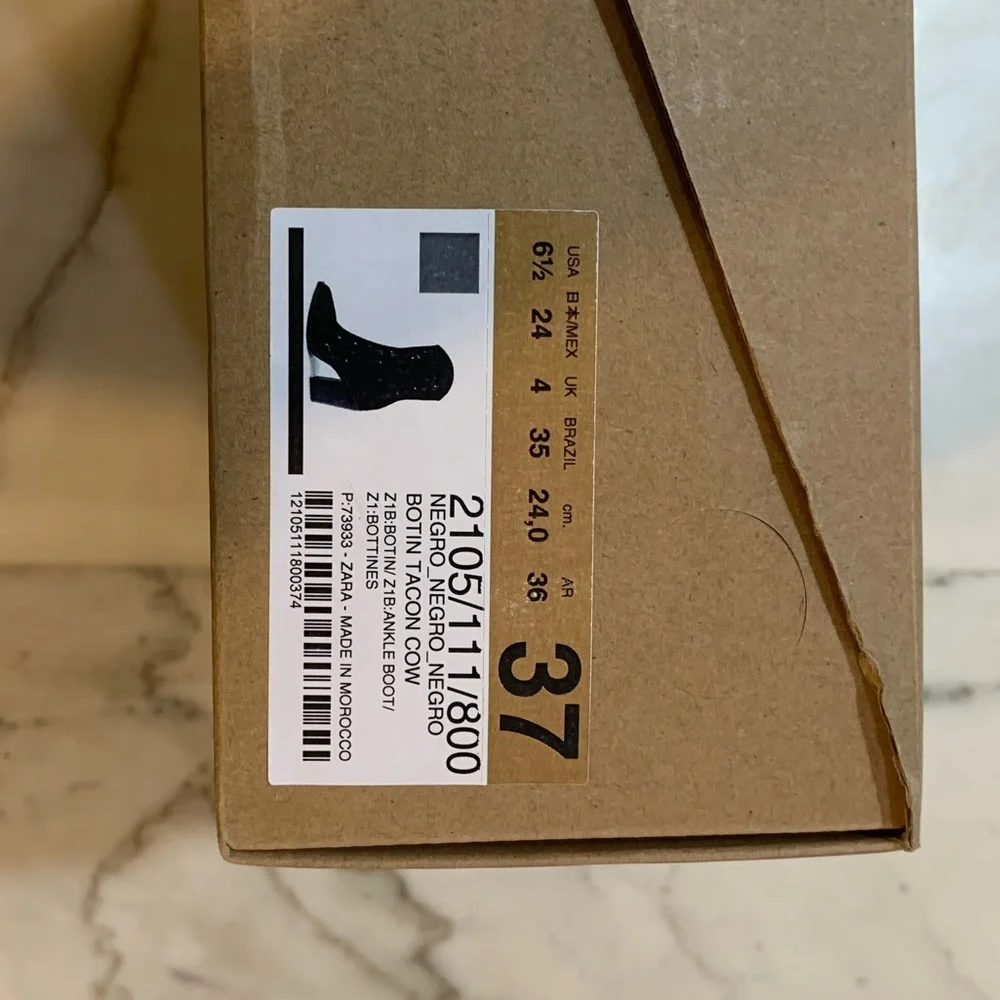 USA 日本/MEX UK BRAZIL cm. AR
6½ 24 4 35 24,0 36
37
2105/111/800
NEGRO_NEGRO_NEGRO
BOTIN TACON COW
Z1B:BOTIN/ Z1B:ANKLE BOOT/
Z1:BOTTINES
P:73933 - ZARA - MADE IN MOROCCO
12105111800374